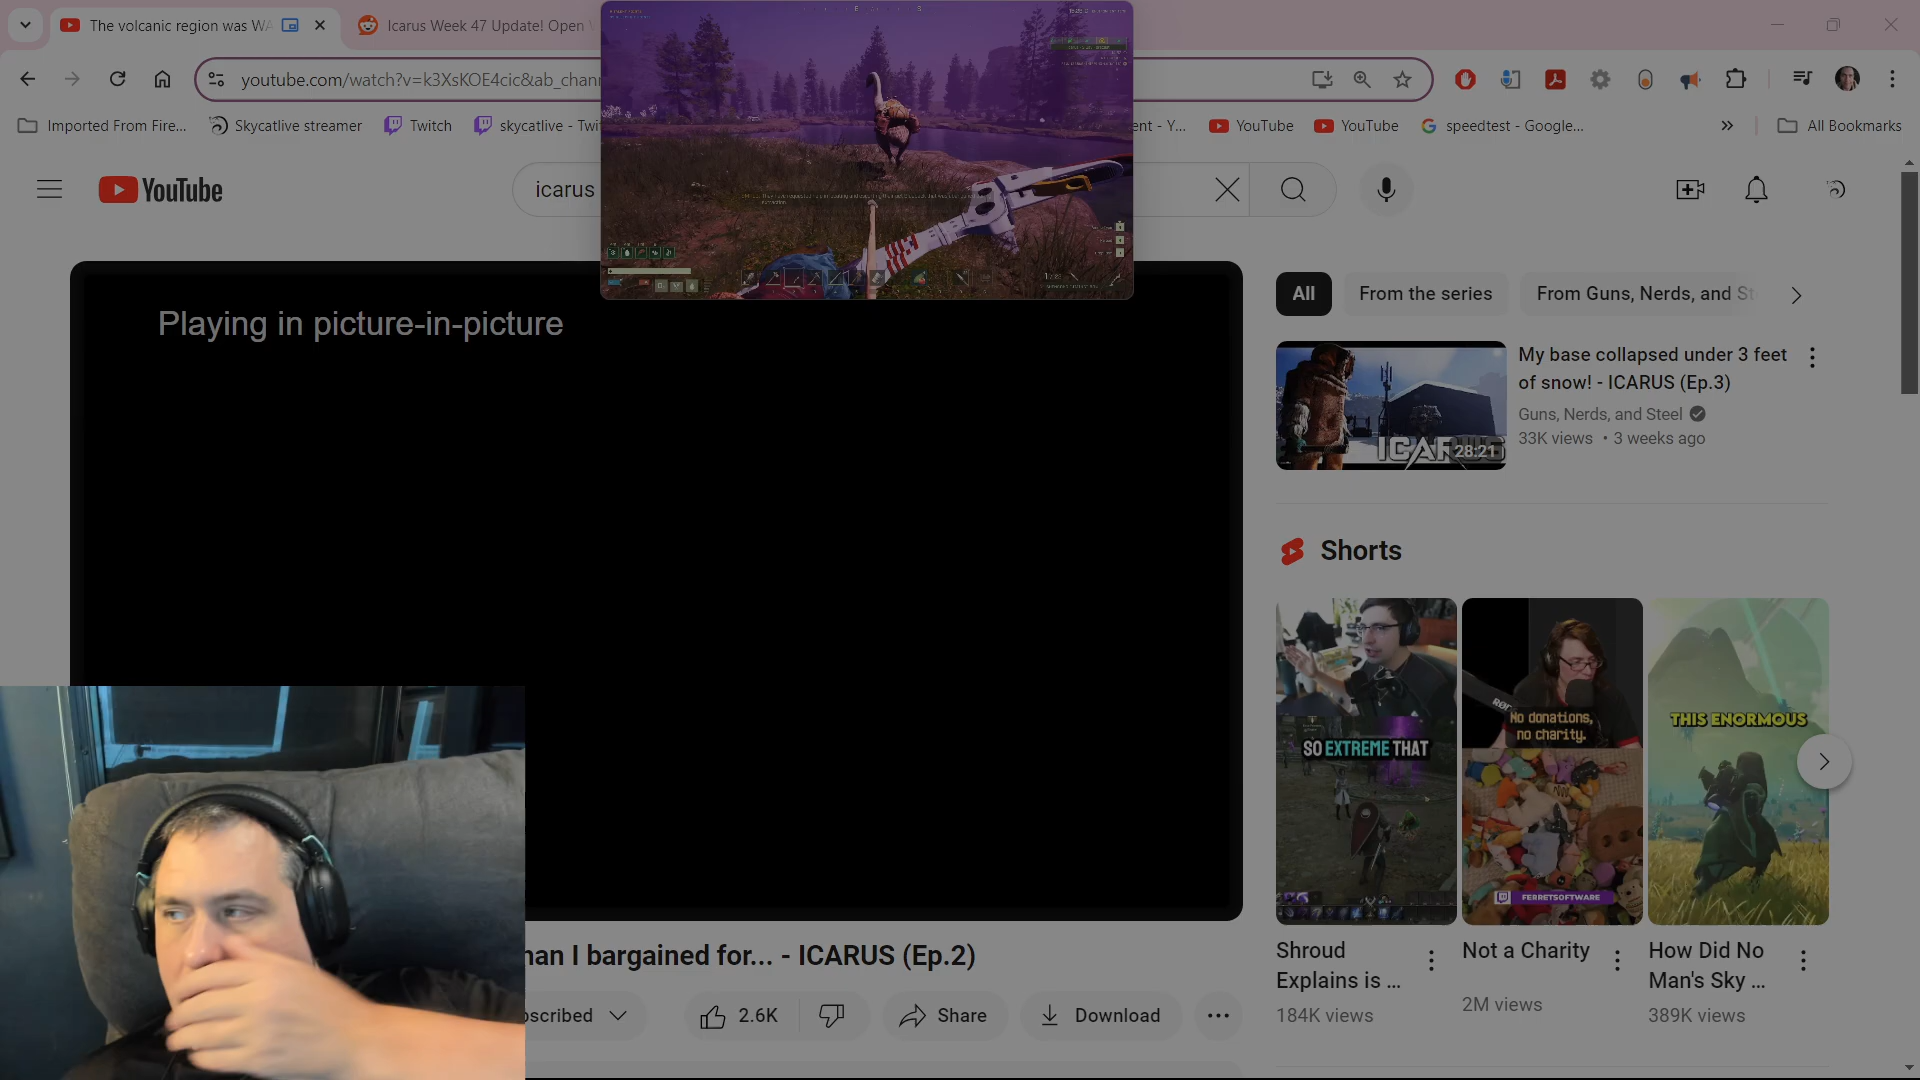 The volcanic region was WA
Icarus Week 47 Update! Open
youtube.com/watch?v=k3XsKOE4cic&ab_chann
Imported From Fire...
Skycatlive streamer
Twitch
skycatlive - Twi
ent - Y...
YouTube
YouTube
speedtest - Google...
All Bookmarks
YouTube
icarus
Playing in picture-in-picture
All
From the series
From Guns, Nerds, and St
My base collapsed under 3 feet
of snow! - ICARUS (Ep.3)
Guns, Nerds, and Steel
33K views • 3 weeks ago
ICARUS
28:21
Shorts
SO EXTREME THAT
No donations,
no charity.
FERRETSOFTWARE
THIS ENORMOUS
Shroud
Explains is ...
184K views
Not a Charity
2M views
How Did No
Man's Sky ...
389K views
han I bargained for... - ICARUS (Ep.2)
bscribed
2.6K
Share
Download